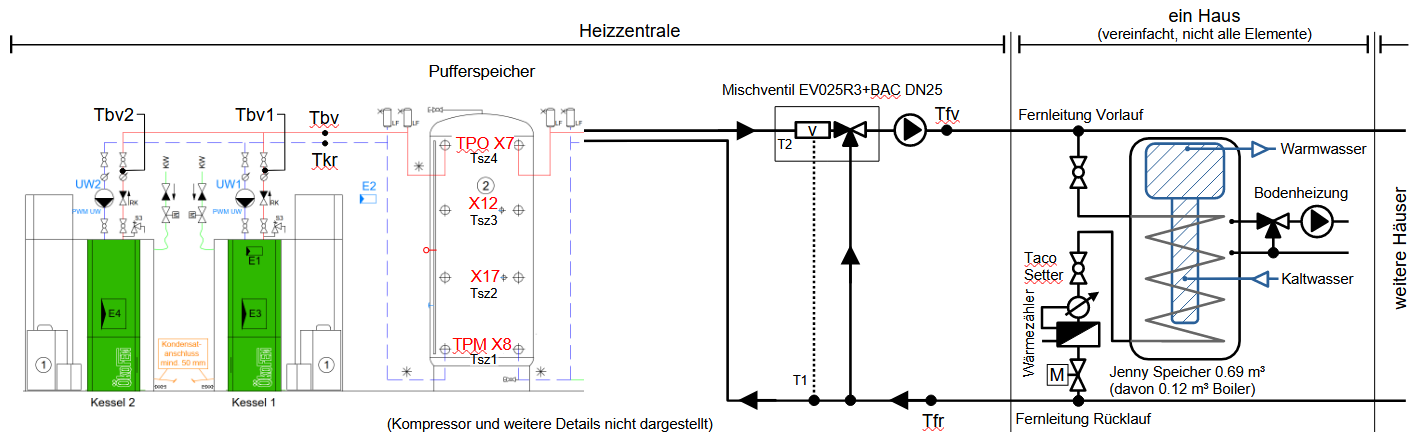 Heizzentrale
ein Haus
(vereinfacht, nicht alle Elemente)
Pufferspeicher
Mischventil EV025R3+BAC DN25
Tbv2
Tbv1
Tbv
Tkr
LF
LF
LF
LF
TPO X7
Tsz4
2
X12
Tsz3
X17
Tsz2
TPM X8
Tsz1
V
T2
T1
Tfv
Tfr
Fernleitung Vorlauf
Warmwasser
Bodenheizung
Kaltwasser
Taco
Setter
Wärmezähler
M
Jenny Speicher 0.69 m³
(davon 0.12 m³ Boiler)
Fernleitung Rücklauf
weitere Häuser
KW
KW
UW2
PWM UW
RK
S3
UW1
PWM UW
RK
S3
E2
E1
E4
E3
ÖkoFEN
ÖkoFEN
1
1
Kondensat-
anschluss
mind. 50 mm
Kessel 2
Kessel 1
(Kompressor und weitere Details nicht dargestellt)